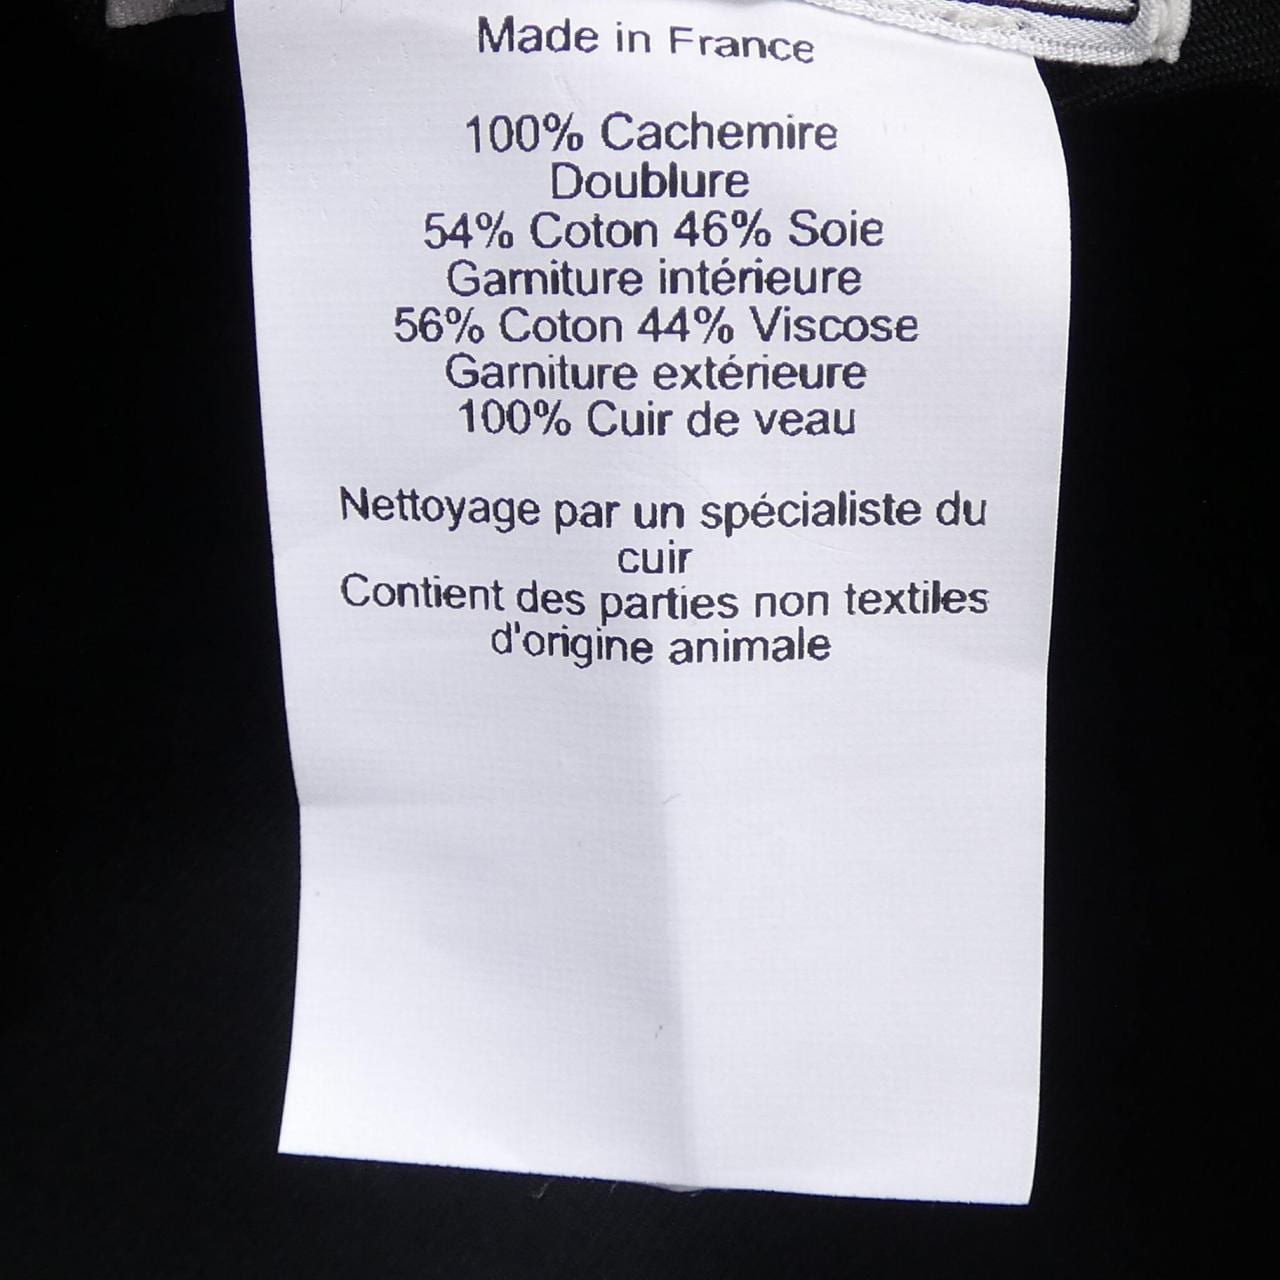 Made in France
100% Cachemire
Doublure
54% Coton 46% Soie
Garniture intérieure
56% Coton 44% Viscose
Garniture extérieure
100% Cuir de veau
Nettoyage par un spécialiste du
cuir
Contient des parties non textiles
d'origine animale